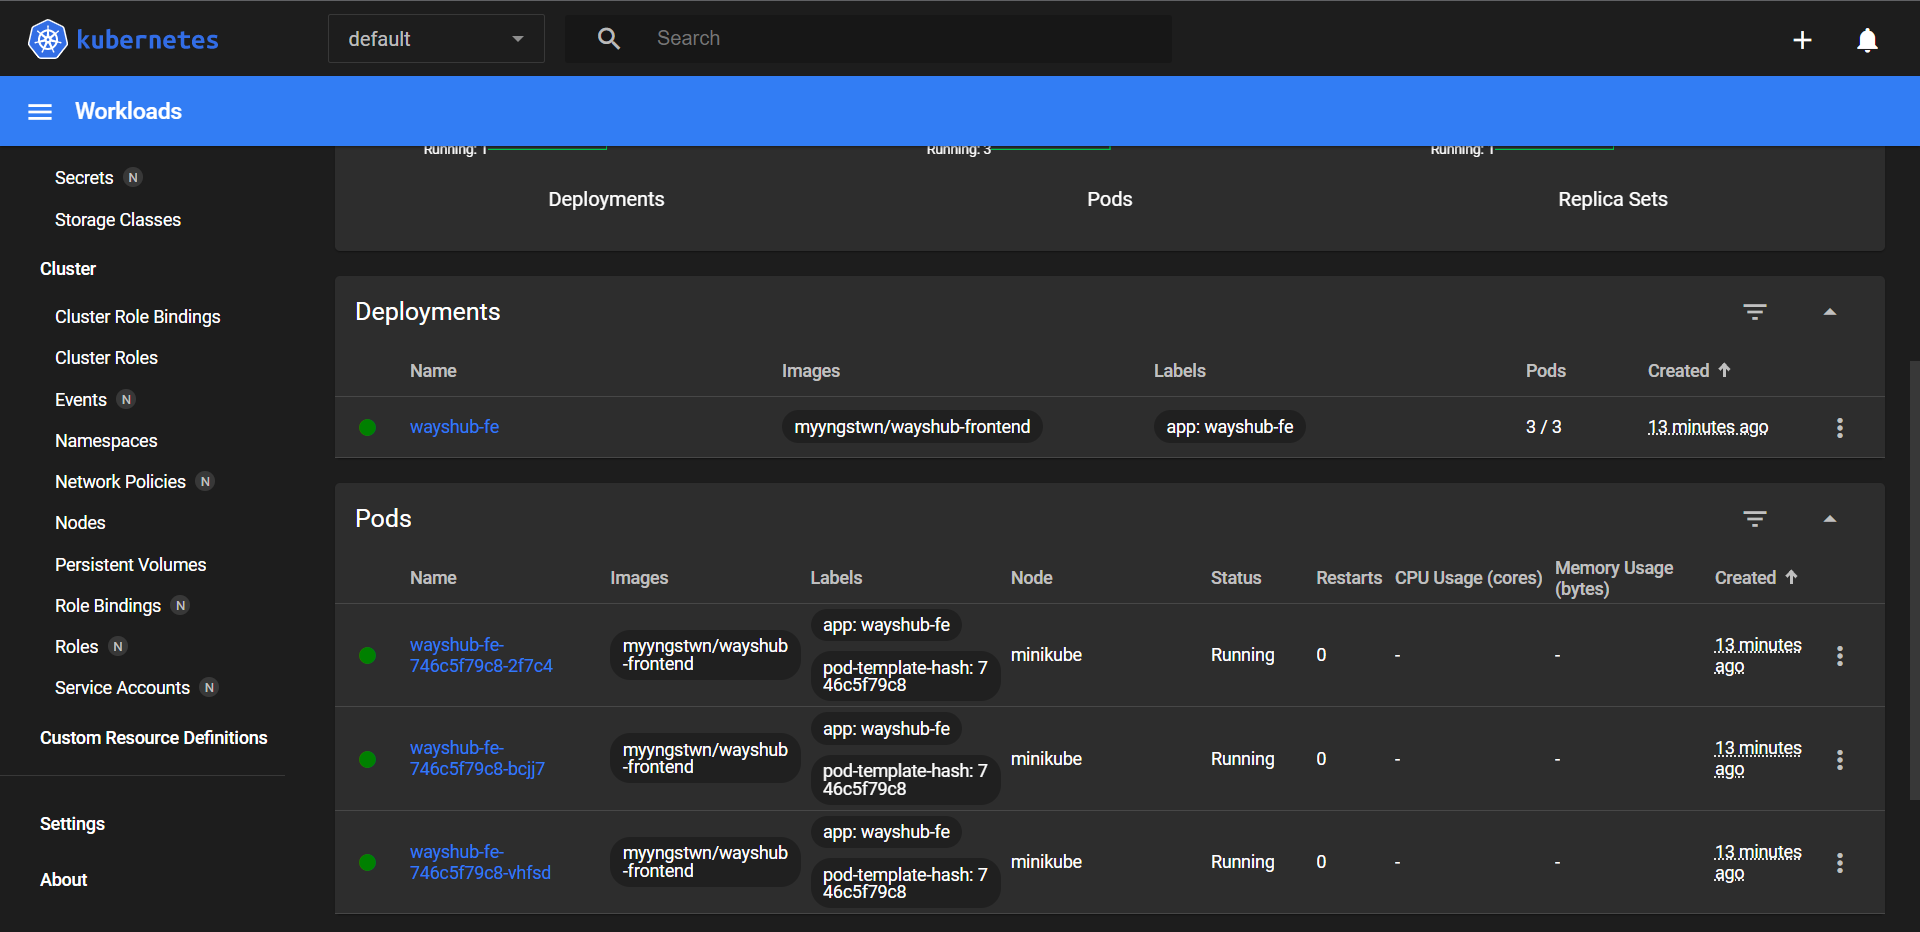 kubernetes
default
Search
Workloads
Running: 1
Running: 3
Running: 1
Deployments
Pods
Replica Sets
Secrets N
Storage Classes
Cluster
Cluster Role Bindings
Cluster Roles
Events N
Namespaces
Network Policies N
Nodes
Persistent Volumes
Role Bindings N
Roles N
Service Accounts N
Custom Resource Definitions
Settings
About
Deployments
Name Images Labels Pods Created
wayshub-fe myyngstwn/wayshub-frontend app: wayshub-fe 3 / 3 13 minutes ago
Pods
Name Images Labels Node Status Restarts CPU Usage (cores) Memory Usage
(bytes) Created
wayshub-fe-
746c5f79c8-2f7c4
myyngstwn/wayshub
-frontend
app: wayshub-fe
pod-template-hash: 7
46c5f79c8
minikube
Running
0
-
-
13 minutes
ago
wayshub-fe-
746c5f79c8-bcjj7
myyngstwn/wayshub
-frontend
app: wayshub-fe
pod-template-hash: 7
46c5f79c8
minikube
Running
0
-
-
13 minutes
ago
wayshub-fe-
746c5f79c8-vhfsd
myyngstwn/wayshub
-frontend
app: wayshub-fe
pod-template-hash: 7
46c5f79c8
minikube
Running
0
-
-
13 minutes
ago